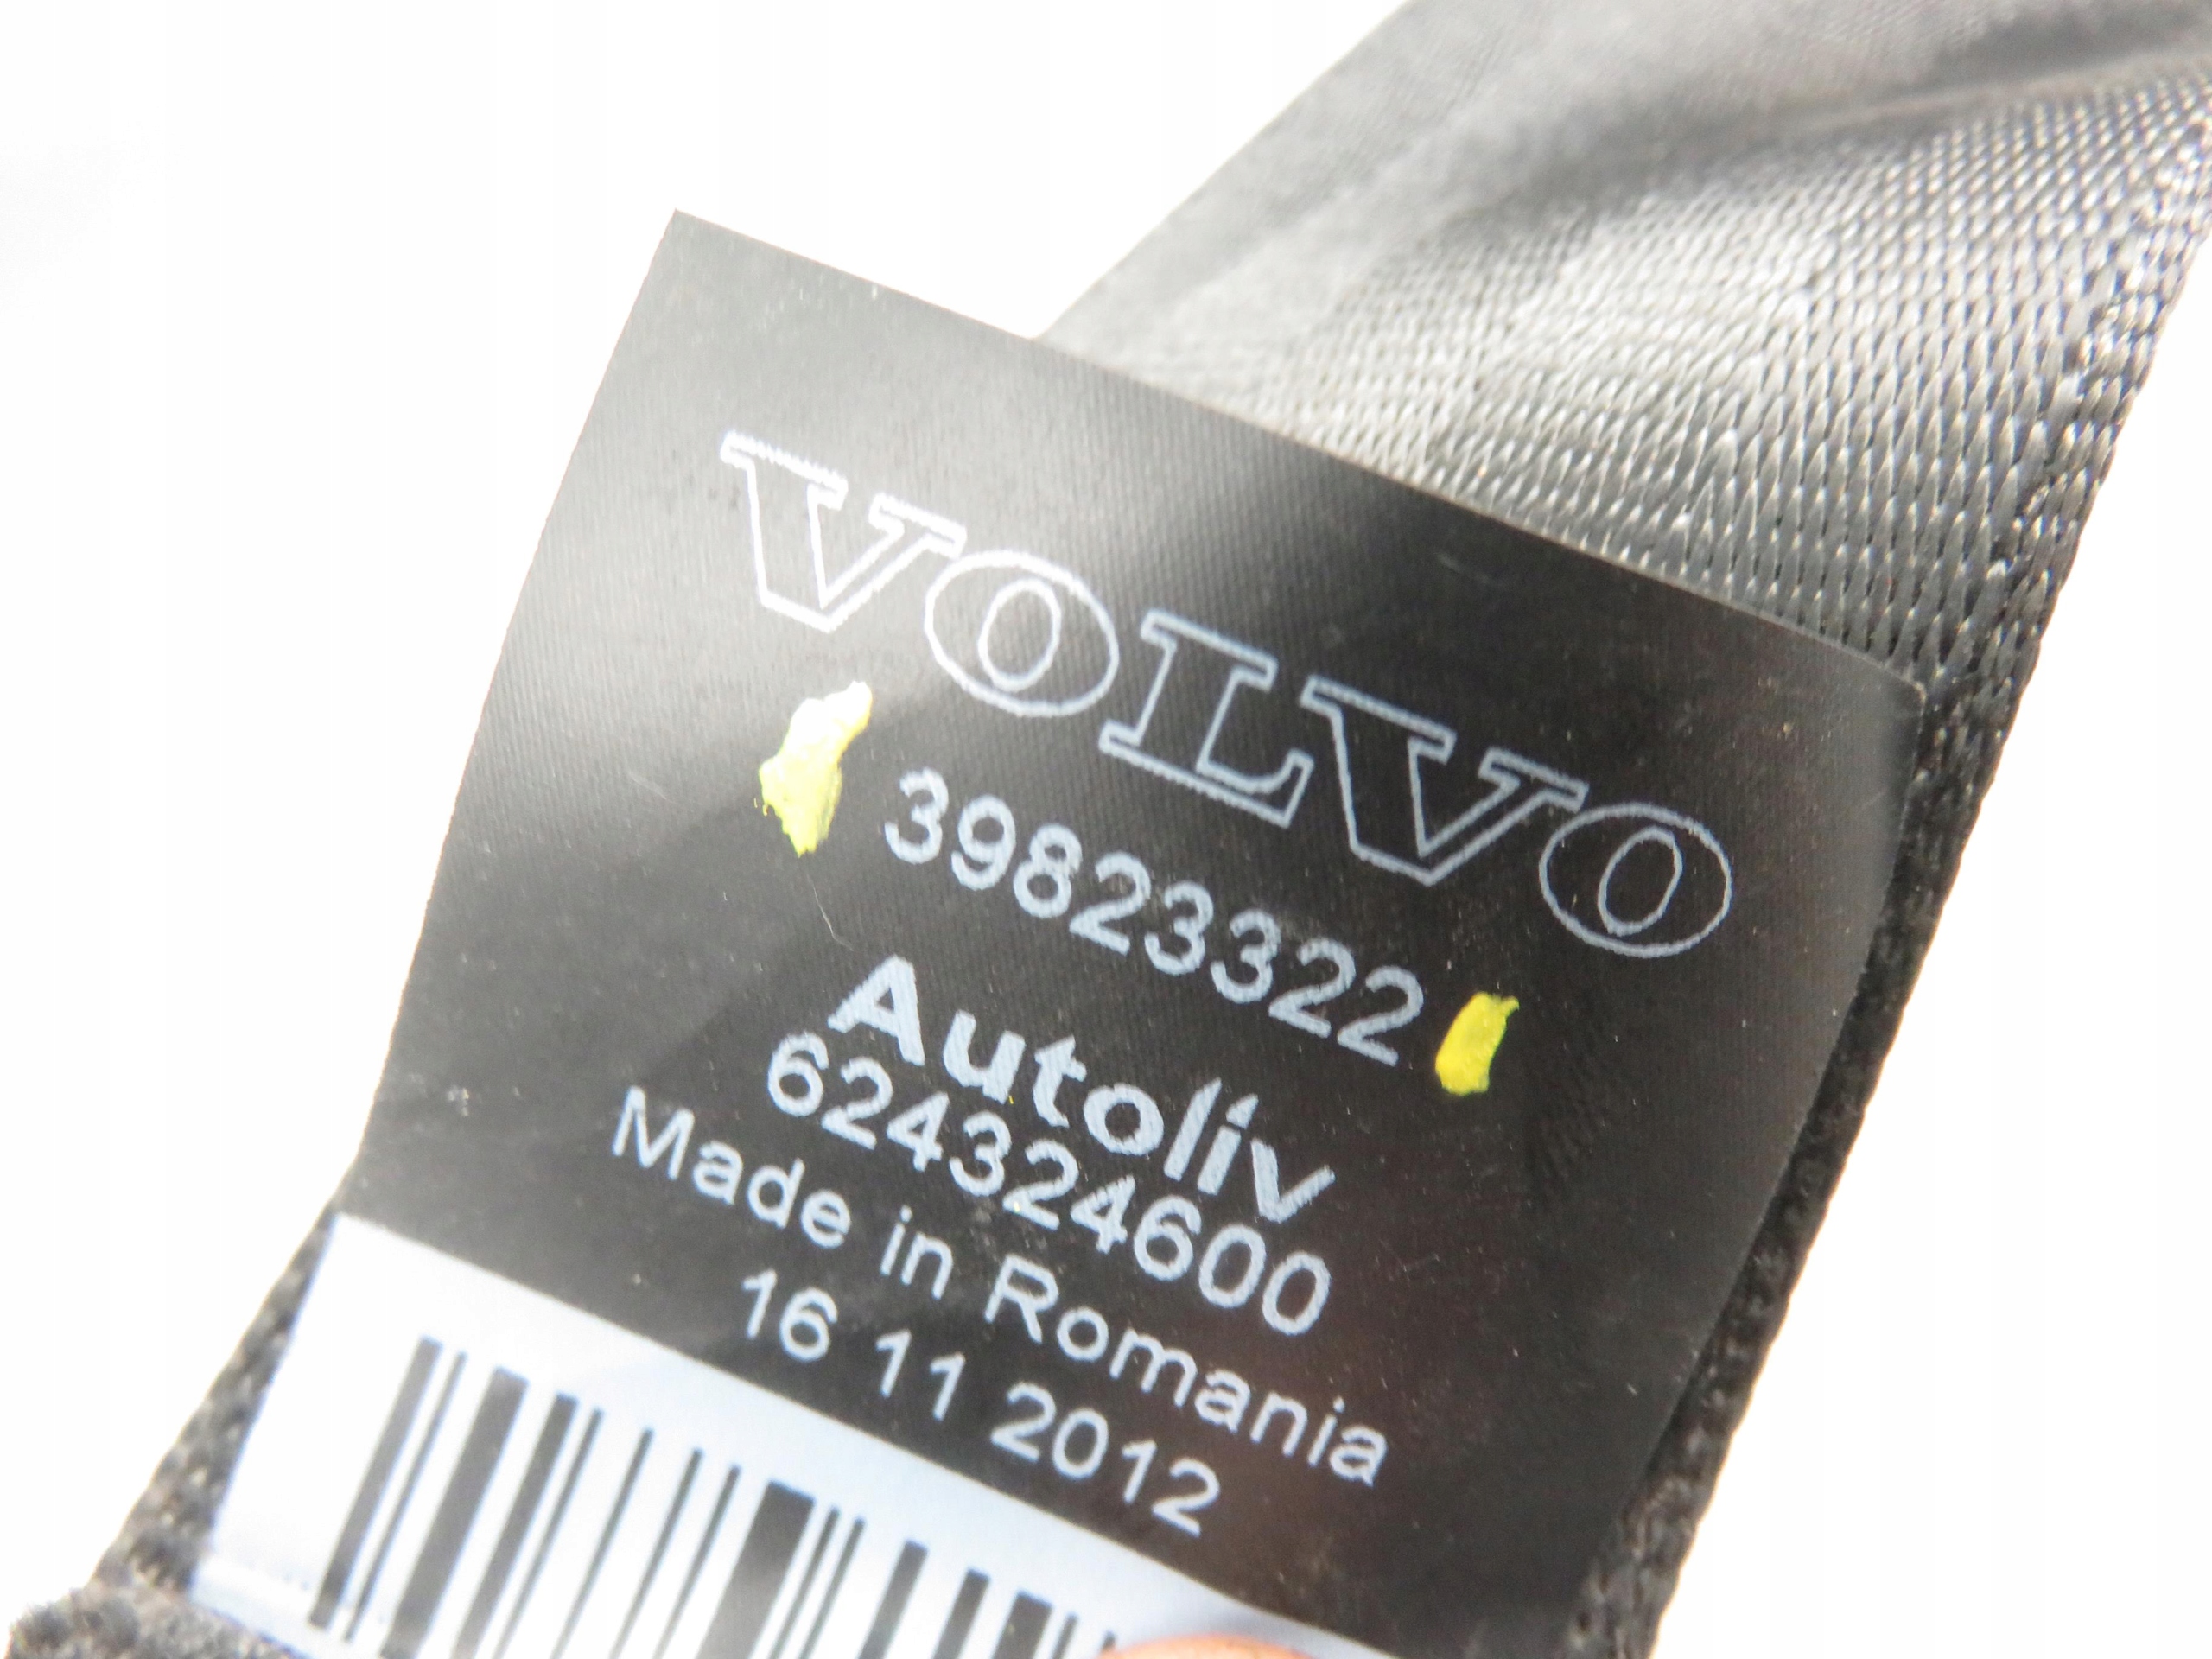 VOLVO
39823322
Autoliv
624324600
Made in Romania
16 11 2012